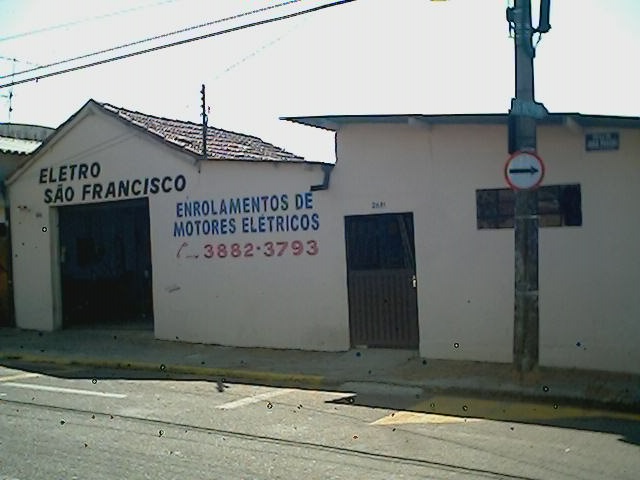 ELETRO
SÃO FRANCISCO
ENROLAMENTOS DE
MOTORES ELÉTRICOS
3882-3793